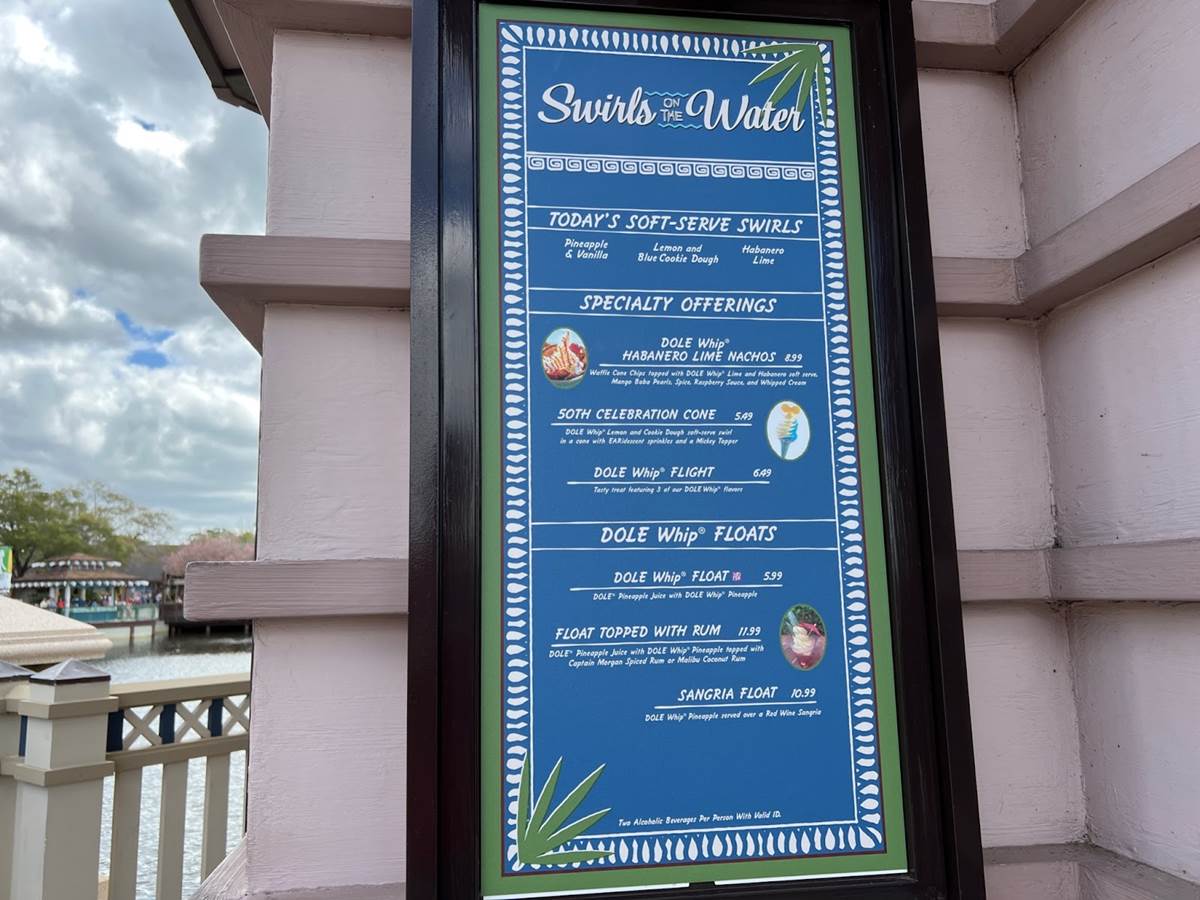 Swirls ON THE Water
TODAY'S SOFT-SERVE SWIRLS
Pineapple
& Vanilla
Lemon and
Blue Cookie Dough
Habanero
Lime
SPECIALTY OFFERINGS
DOLE Whip®
HABANERO LIME NACHOS 8.99
Waffle Cone Chips topped with DOLE Whip® Lime and Habanero soft serve,
Mango Boba Pearls, Spice, Raspberry Sauce, and Whipped Cream
50TH CELEBRATION CONE 5.49
DOLE Whip® Lemon and Cookie Dough soft-serve swirl
in a cone with EARidescent sprinkles and a Mickey Topper
DOLE Whip® FLIGHT 6.49
Tasty treat featuring 3 of our DOLE Whip® flavors
DOLE Whip® FLOATS
DOLE Whip® FLOAT 5.99
DOLE® Pineapple Juice with DOLE Whip® Pineapple
FLOAT TOPPED WITH RUM 11.99
DOLE® Pineapple Juice with DOLE Whip® Pineapple topped with
Captain Morgan Spiced Rum or Malibu Coconut Rum
SANGRIA FLOAT 10.99
DOLE Whip® Pineapple served over a Red Wine Sangria
Two Alcoholic Beverages Per Person With Valid ID.